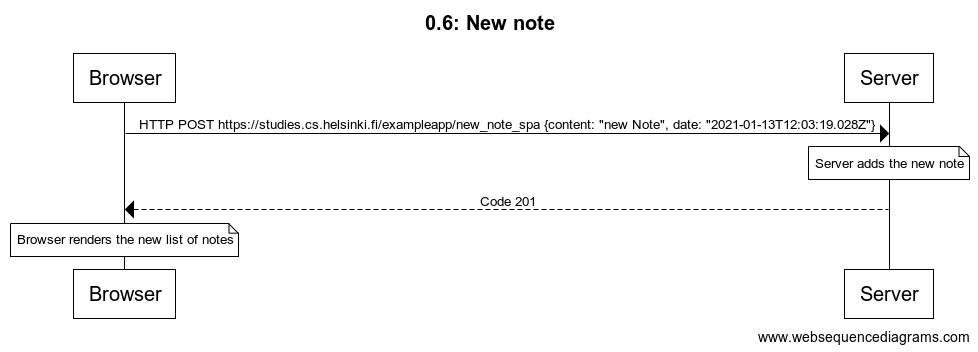 0.6: New note
Browser
Server
HTTP POST https://studies.cs.helsinki.fi/exampleapp/new_note_spa {content: "new Note", date: "2021-01-13T12:03:19.028Z"}
Server adds the new note
Code 201
Browser renders the new list of notes
Browser
Server
www.websequencediagrams.com